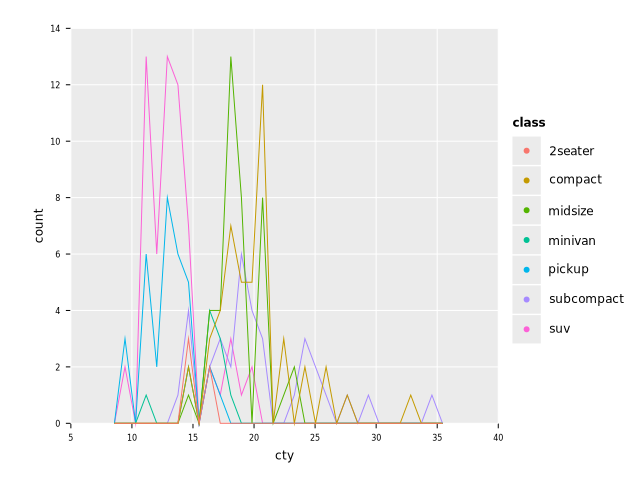 14
12
10
8
6
4
2
0
count
5 10 15 20 25 30 35 40
cty
class
2seater
compact
midsize
minivan
pickup
subcompact
suv